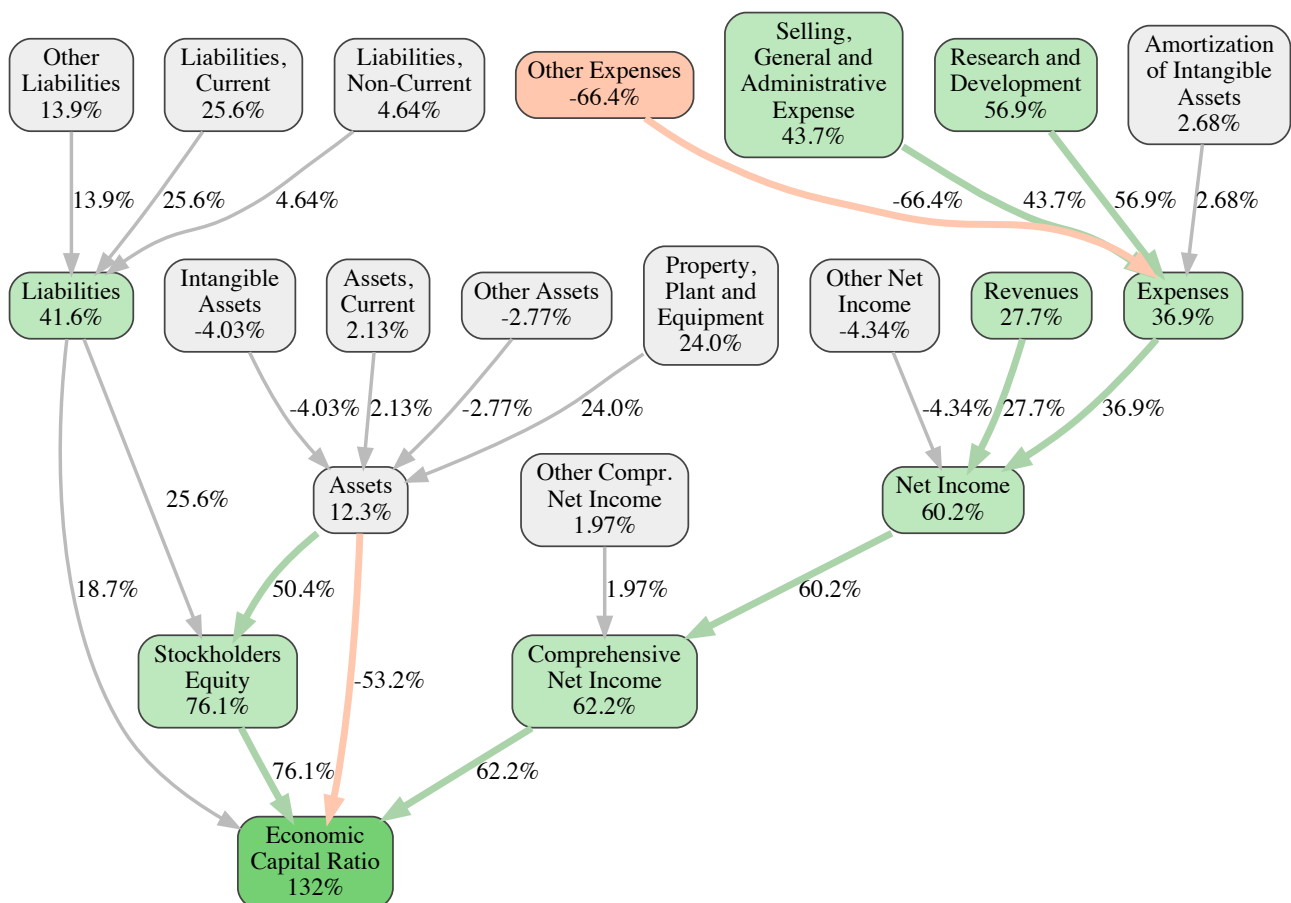 Other
Liabilities
13.9%
Liabilities,
Current
25.6%
Liabilities,
Non-Current
4.64%
Other Expenses
-66.4%
Selling,
General and
Administrative
Expense
43.7%
Research and
Development
56.9%
Amortization
of Intangible
Assets
2.68%
13.9%
25.6%
4.64%
-66.4%
43.7%
56.9%
2.68%
Liabilities
41.6%
Intangible
Assets
-4.03%
Assets,
Current
2.13%
Other Assets
-2.77%
Property,
Plant and
Equipment
24.0%
Other Net
Income
-4.34%
Revenues
27.7%
Expenses
36.9%
-4.03%
2.13%
-2.77%
24.0%
-4.34%
27.7%
36.9%
Assets
12.3%
Other Compr.
Net Income
1.97%
Net Income
60.2%
25.6%
18.7%
50.4%
1.97%
60.2%
Stockholders
Equity
76.1%
-53.2%
Comprehensive
Net Income
62.2%
76.1%
62.2%
Economic
Capital Ratio
132%